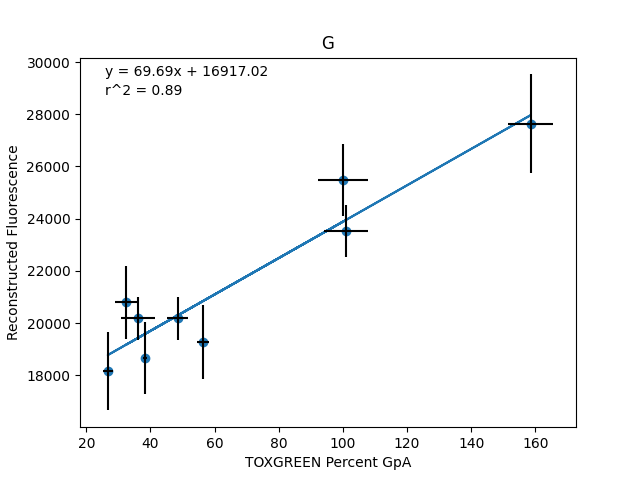 G
y = 69.69x + 16917.02
r^2 = 0.89
30000
28000
26000
24000
22000
20000
18000
Reconstructed Fluorescence
20 40 60 80 100 120 140 160
TOXGREEN Percent GpA